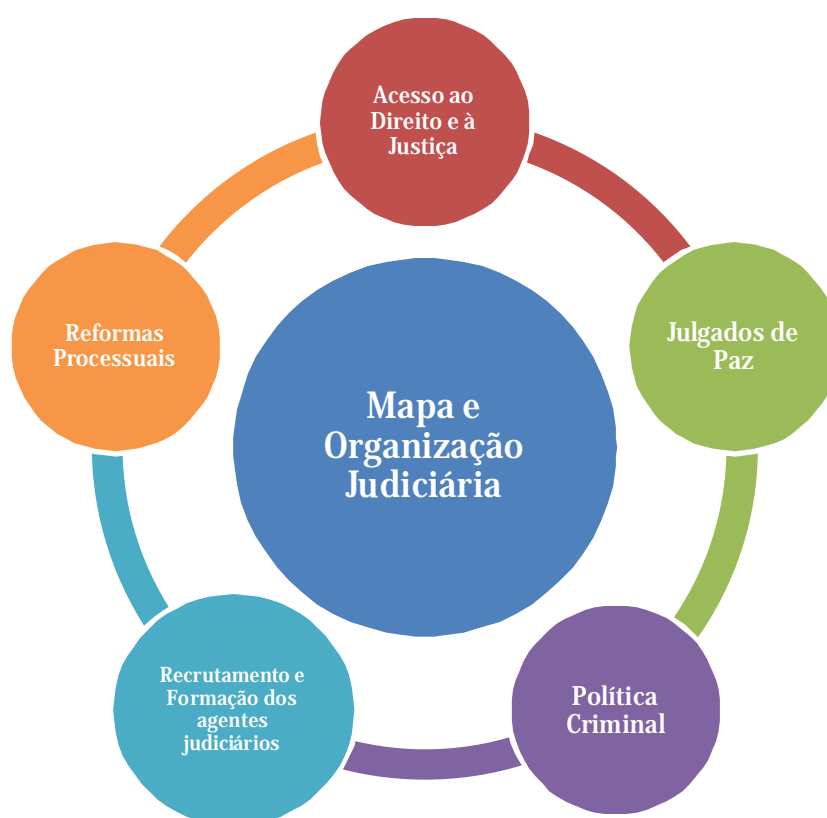 Acesso ao
Direito e à
Justiça
Reformas
Processuais
Julgados de
Paz
Mapa e
Organização
Judiciária
Recrutamento e
Formação dos
agentes
judiciários
Política
Criminal